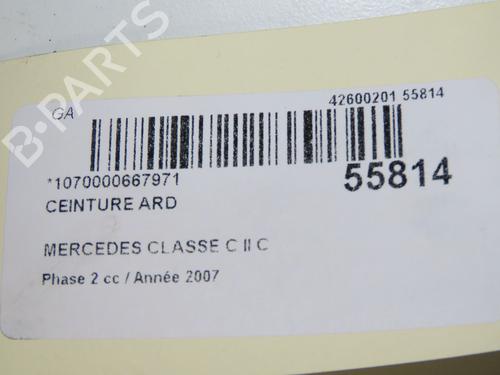 B-PARTS
GA
42600201 55814
*1070000667971
55814
CEINTURE ARD
MERCEDES CLASSE C II C
Phase 2 cc / Année 2007